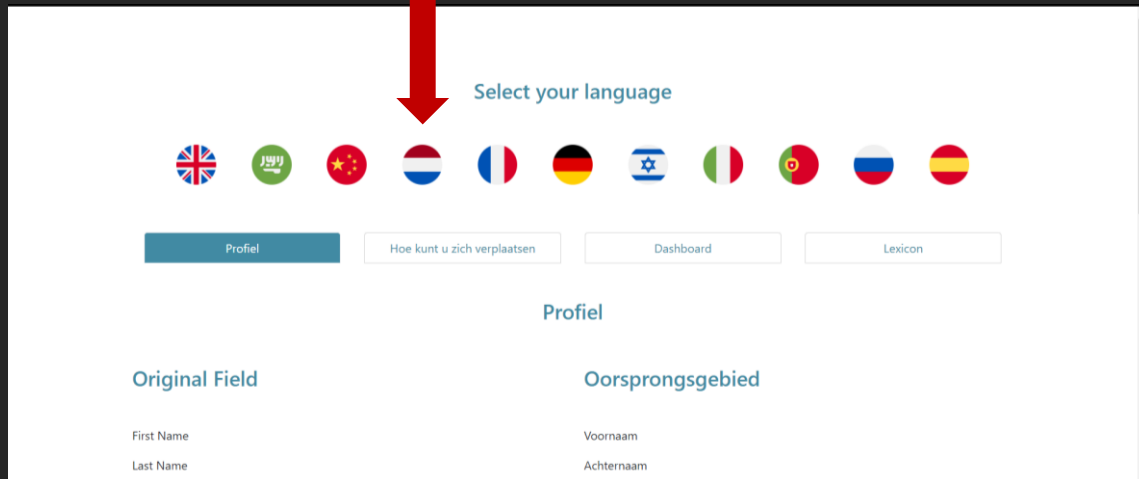 Select your language
Profiel
Hoe kunt u zich verplaatsen
Dashboard
Lexicon
Profiel
Original Field
Oorsprongsgebied
First Name
Voornaam
Last Name
Achternaam